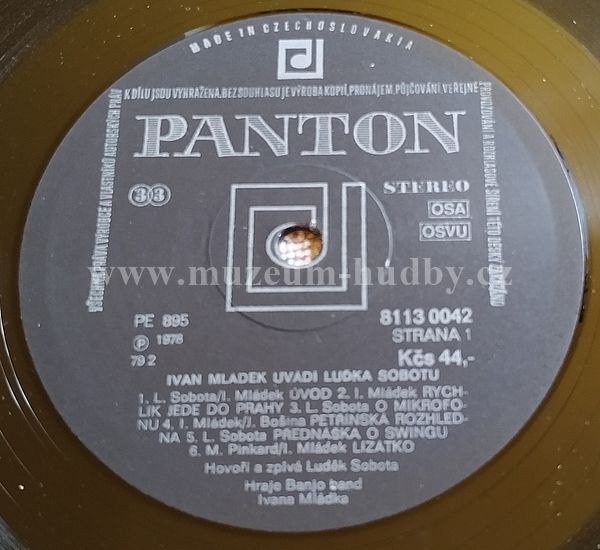 MADE IN CZECHOSLOVAKIA
VŠECHNA PRÁVA VÝROBCE A VLASTNÍKŮ AUTORSKÝCH PRÁV
K DÍLU JSOU VYHRAŽENA. BEZ SOUHLASU JE VÝROBA KOPIÍ, PRONÁJEM, PŮJČOVÁNÍ VEŘEJNÉ
PROVOZOVÁNÍ A ROZHLASOVÉ ŠÍŘENÍ TÉTO DESKY ZAKÁZÁNO
PANTON
33
STEREO
OSA
OSVU
www.muzeum-hudby.cz
PE 895
8113 0042
Ⓟ 1978
STRANA 1
79 2
Kčs 44,-
IVAN MLADEK UVADI LUĎKA SOBOTU
1. L. Sobota/I. Mládek ÚVOD 2. I. Mládek RYCH-
LÍK JEDE DO PRAHY 3. L. Sobota O MIKROFO-
NU 4. I. Mládek/J. Bošina PETŘÍNSKÁ ROZHLED-
NA 5. L. Sobota PŘEDNÁŠKA O SWINGU
6. M. Pinkard/I. Mládek LÍZÁTKO
Hovoří a zpívá Luděk Sobota
Hraje Banjo band
Ivana Mládka